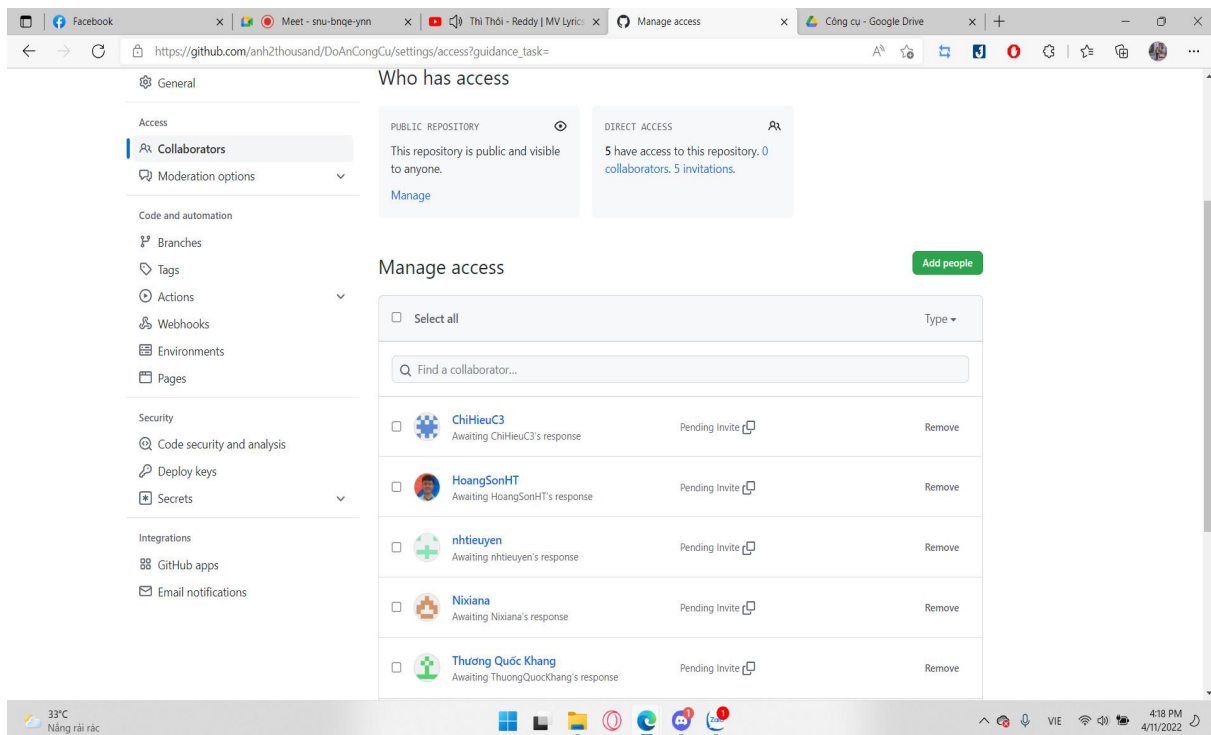 Facebook
Meet - snu-bnqe-ynn
Thì Thôi - Reddy | MV Lyrics
Manage access
Công cụ - Google Drive
https://github.com/anh2thousand/DoAnCongCu/settings/access?guidance_task=
General
Access
Collaborators
Moderation options
Code and automation
Branches
Tags
Actions
Webhooks
Environments
Pages
Security
Code security and analysis
Deploy keys
Secrets
Integrations
GitHub apps
Email notifications
Who has access
PUBLIC REPOSITORY
This repository is public and visible
to anyone.
Manage
DIRECT ACCESS
5 have access to this repository. 0
collaborators. 5 invitations.
Manage access
Add people
Select all
Type
Find a collaborator...
ChiHieuC3
Awaiting ChiHieuC3's response
Pending Invite
Remove
HoangSonHT
Awaiting HoangSonHT's response
Pending Invite
Remove
nhtieuyen
Awaiting nhtieuyen's response
Pending Invite
Remove
Nixiana
Awaiting Nixiana's response
Pending Invite
Remove
Thương Quốc Khang
Awaiting ThuongQuocKhang's response
Pending Invite
Remove
33°C
Nắng rải rác
Zalo
1
1
VIE
4:18 PM
4/11/2022